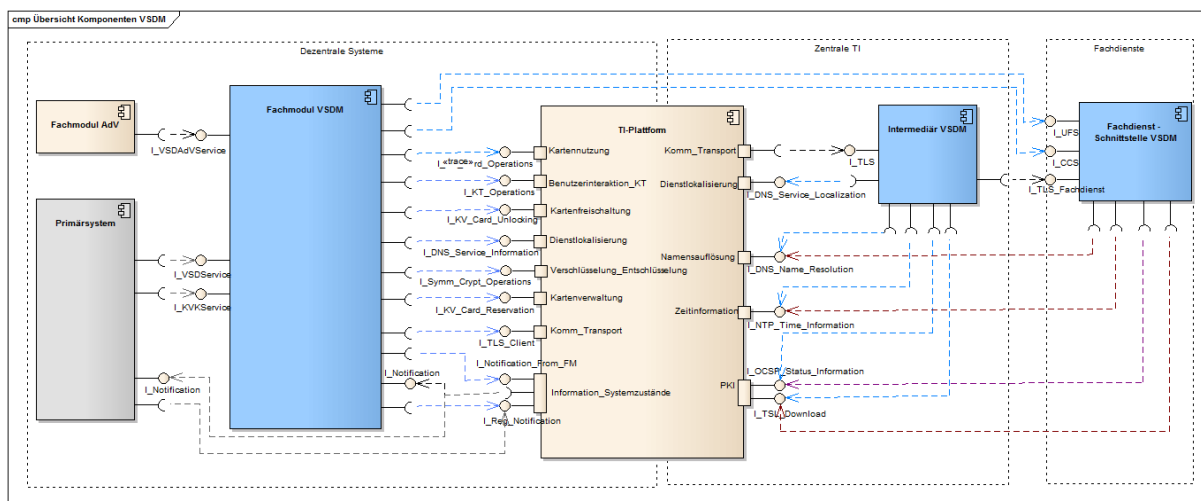 cmp Übersicht Komponenten VSDM
Dezentrale Systeme
Zentrale TI
Fachdienste
Fachmodul AdV
I_VSDAdVService
Fachmodul VSDM
TI-Plattform
Intermediär VSDM
Fachdienst -
Schnittstelle VSDM
I_UFS
I_CCS
I_TLS_Fachdienst
Kartennutzung
«trace»
Komm_Transport
I_TLS
I_KT_Operations
Benutzerinteraktion_KT
Dienstlokalisierung
I_DNS_Service_Localization
Primärsystem
I_KV_Card_Unlocking
Kartenfreischaltung
I_DNS_Service_Information
Dienstlokalisierung
I_VSDService
I_Symm_Crypt_Operations
Verschlüsselung_Entschlüsselung
Namensauflösung
I_DNS_Name_Resolution
I_KVKService
I_KV_Card_Reservation
Kartenverwaltung
Zeitinformation
I_NTP_Time_Information
I_TLS_Client
Komm_Transport
I_Notification_From_FM
I_Notification
I_Notification
Information_Systemzustände
I_Reg_Notification
PKI
I_OCSP_Status_Information
I_TSL_Download